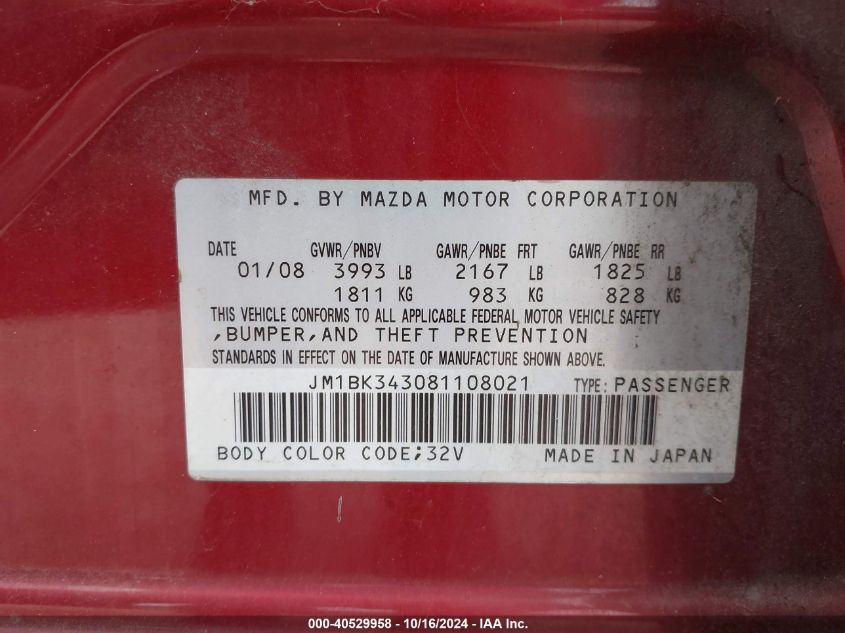 MFD. BY MAZDA MOTOR CORPORATION
DATE GVWR/PNBV GAWR/PNBE FRT GAWR/PNBE RR
01/08 3993 LB 2167 LB 1825 LB
1811 KG 983 KG 828 KG
THIS VEHICLE CONFORMS TO ALL APPLICABLE FEDERAL MOTOR VEHICLE SAFETY
,BUMPER,AND THEFT PREVENTION
STANDARDS IN EFFECT ON THE DATE OF MANUFACTURE SHOWN ABOVE.
JM1BK343081108021 TYPE: PASSENGER
BODY COLOR CODE;32V MADE IN JAPAN
000-40529958 - 10/16/2024 - IAA Inc.